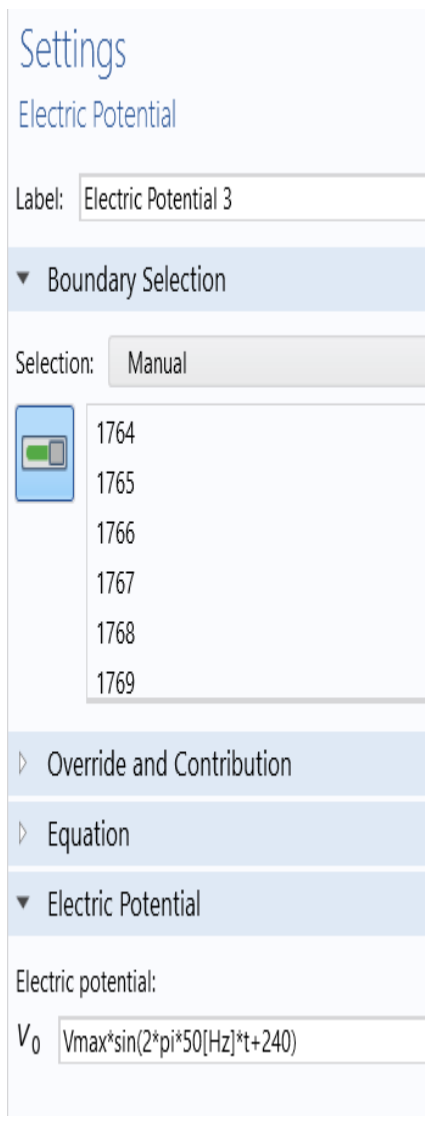 Settings
Electric Potential
Label: Electric Potential 3
Boundary Selection
Selection: Manual
1764
1765
1766
1767
1768
1769
Override and Contribution
Equation
Electric Potential
Electric potential:
V0 Vmax*sin(2*pi*50[Hz]*t+240)